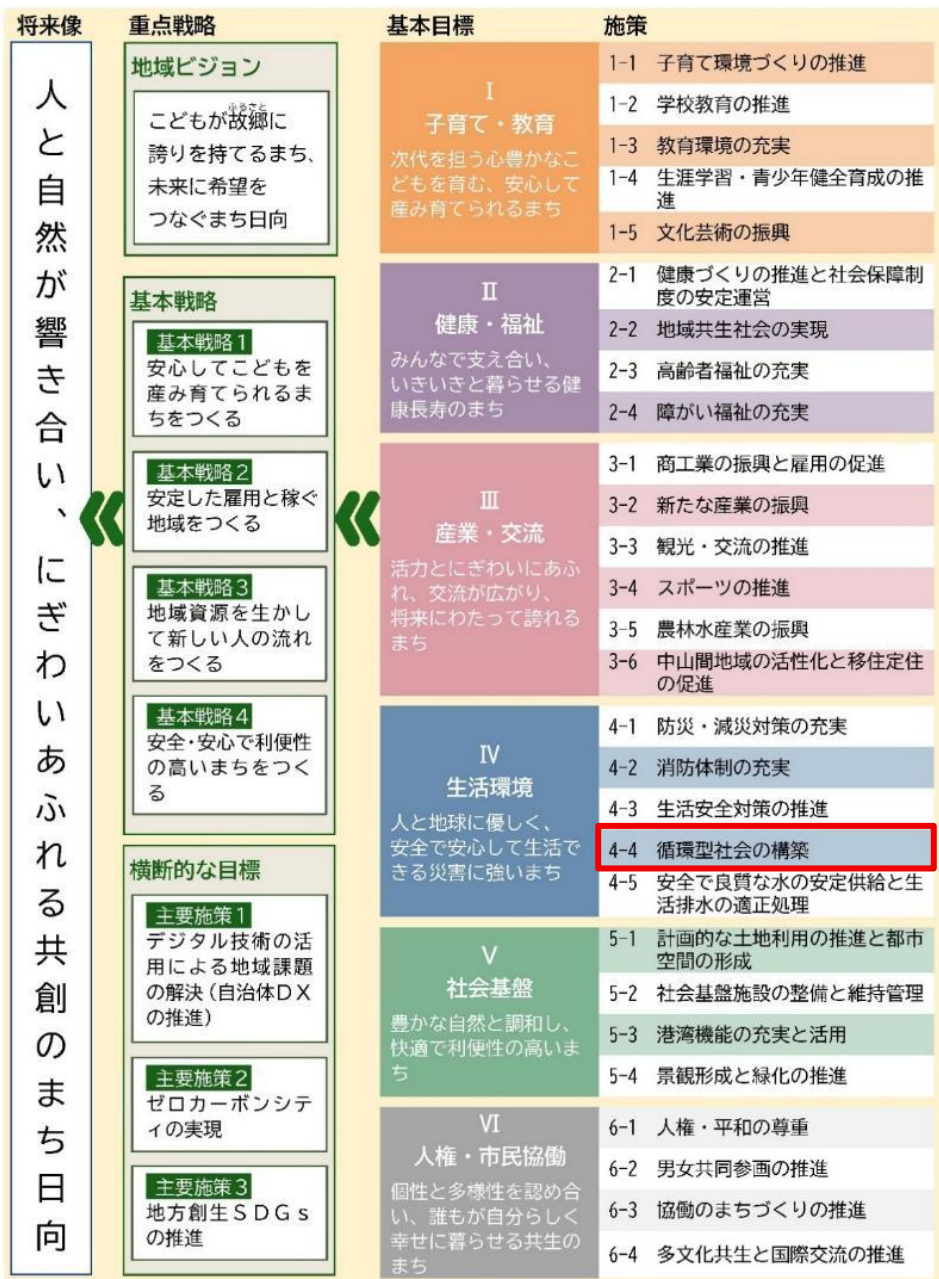 将来像
人と自然が響き合い、にぎわいあふれる共創のまち日向
重点戦略
地域ビジョン
ふるさと
こどもが故郷に
誇りを持てるまち、
未来に希望を
つなぐまち日向
基本戦略
基本戦略1
安心してこどもを
産み育てられるま
ちをつくる
基本戦略2
安定した雇用と稼ぐ
地域をつくる
基本戦略3
地域資源を生かし
て新しい人の流れ
をつくる
基本戦略4
安全・安心で利便性
の高いまちをつく
る
横断的な目標
主要施策1
デジタル技術の活
用による地域課題
の解決(自治体DX
の推進)
主要施策2
ゼロカーボンシテ
ィの実現
主要施策3
地方創生SDGs
の推進
基本目標
施策
Ⅰ
子育て・教育
次代を担う心豊かなこ
どもを育む、安心して
産み育てられるまち
1-1 子育て環境づくりの推進
1-2 学校教育の推進
1-3 教育環境の充実
1-4 生涯学習・青少年健全育成の推
進
1-5 文化芸術の振興
Ⅱ
健康・福祉
みんなで支え合い、
いきいきと暮らせる健
康長寿のまち
2-1 健康づくりの推進と社会保障制
度の安定運営
2-2 地域共生社会の実現
2-3 高齢者福祉の充実
2-4 障がい福祉の充実
Ⅲ
産業・交流
活力とにぎわいにあふ
れ、交流が広がり、
将来にわたって誇れる
まち
3-1 商工業の振興と雇用の促進
3-2 新たな産業の振興
3-3 観光・交流の推進
3-4 スポーツの推進
3-5 農林水産業の振興
3-6 中山間地域の活性化と移住定住
の促進
Ⅳ
生活環境
人と地球に優しく、
安全で安心して生活で
きる災害に強いまち
4-1 防災・減災対策の充実
4-2 消防体制の充実
4-3 生活安全対策の推進
4-4 循環型社会の構築
4-5 安全で良質な水の安定供給と生
活排水の適正処理
Ⅴ
社会基盤
豊かな自然と調和し、
快適で利便性の高いま
ち
5-1 計画的な土地利用の推進と都市
空間の形成
5-2 社会基盤施設の整備と維持管理
5-3 港湾機能の充実と活用
5-4 景観形成と緑化の推進
Ⅵ
人権・市民協働
個性と多様性を認め合
い、誰もが自分らしく
幸せに暮らせる共生の
まち
6-1 人権・平和の尊重
6-2 男女共同参画の推進
6-3 協働のまちづくりの推進
6-4 多文化共生と国際交流の推進